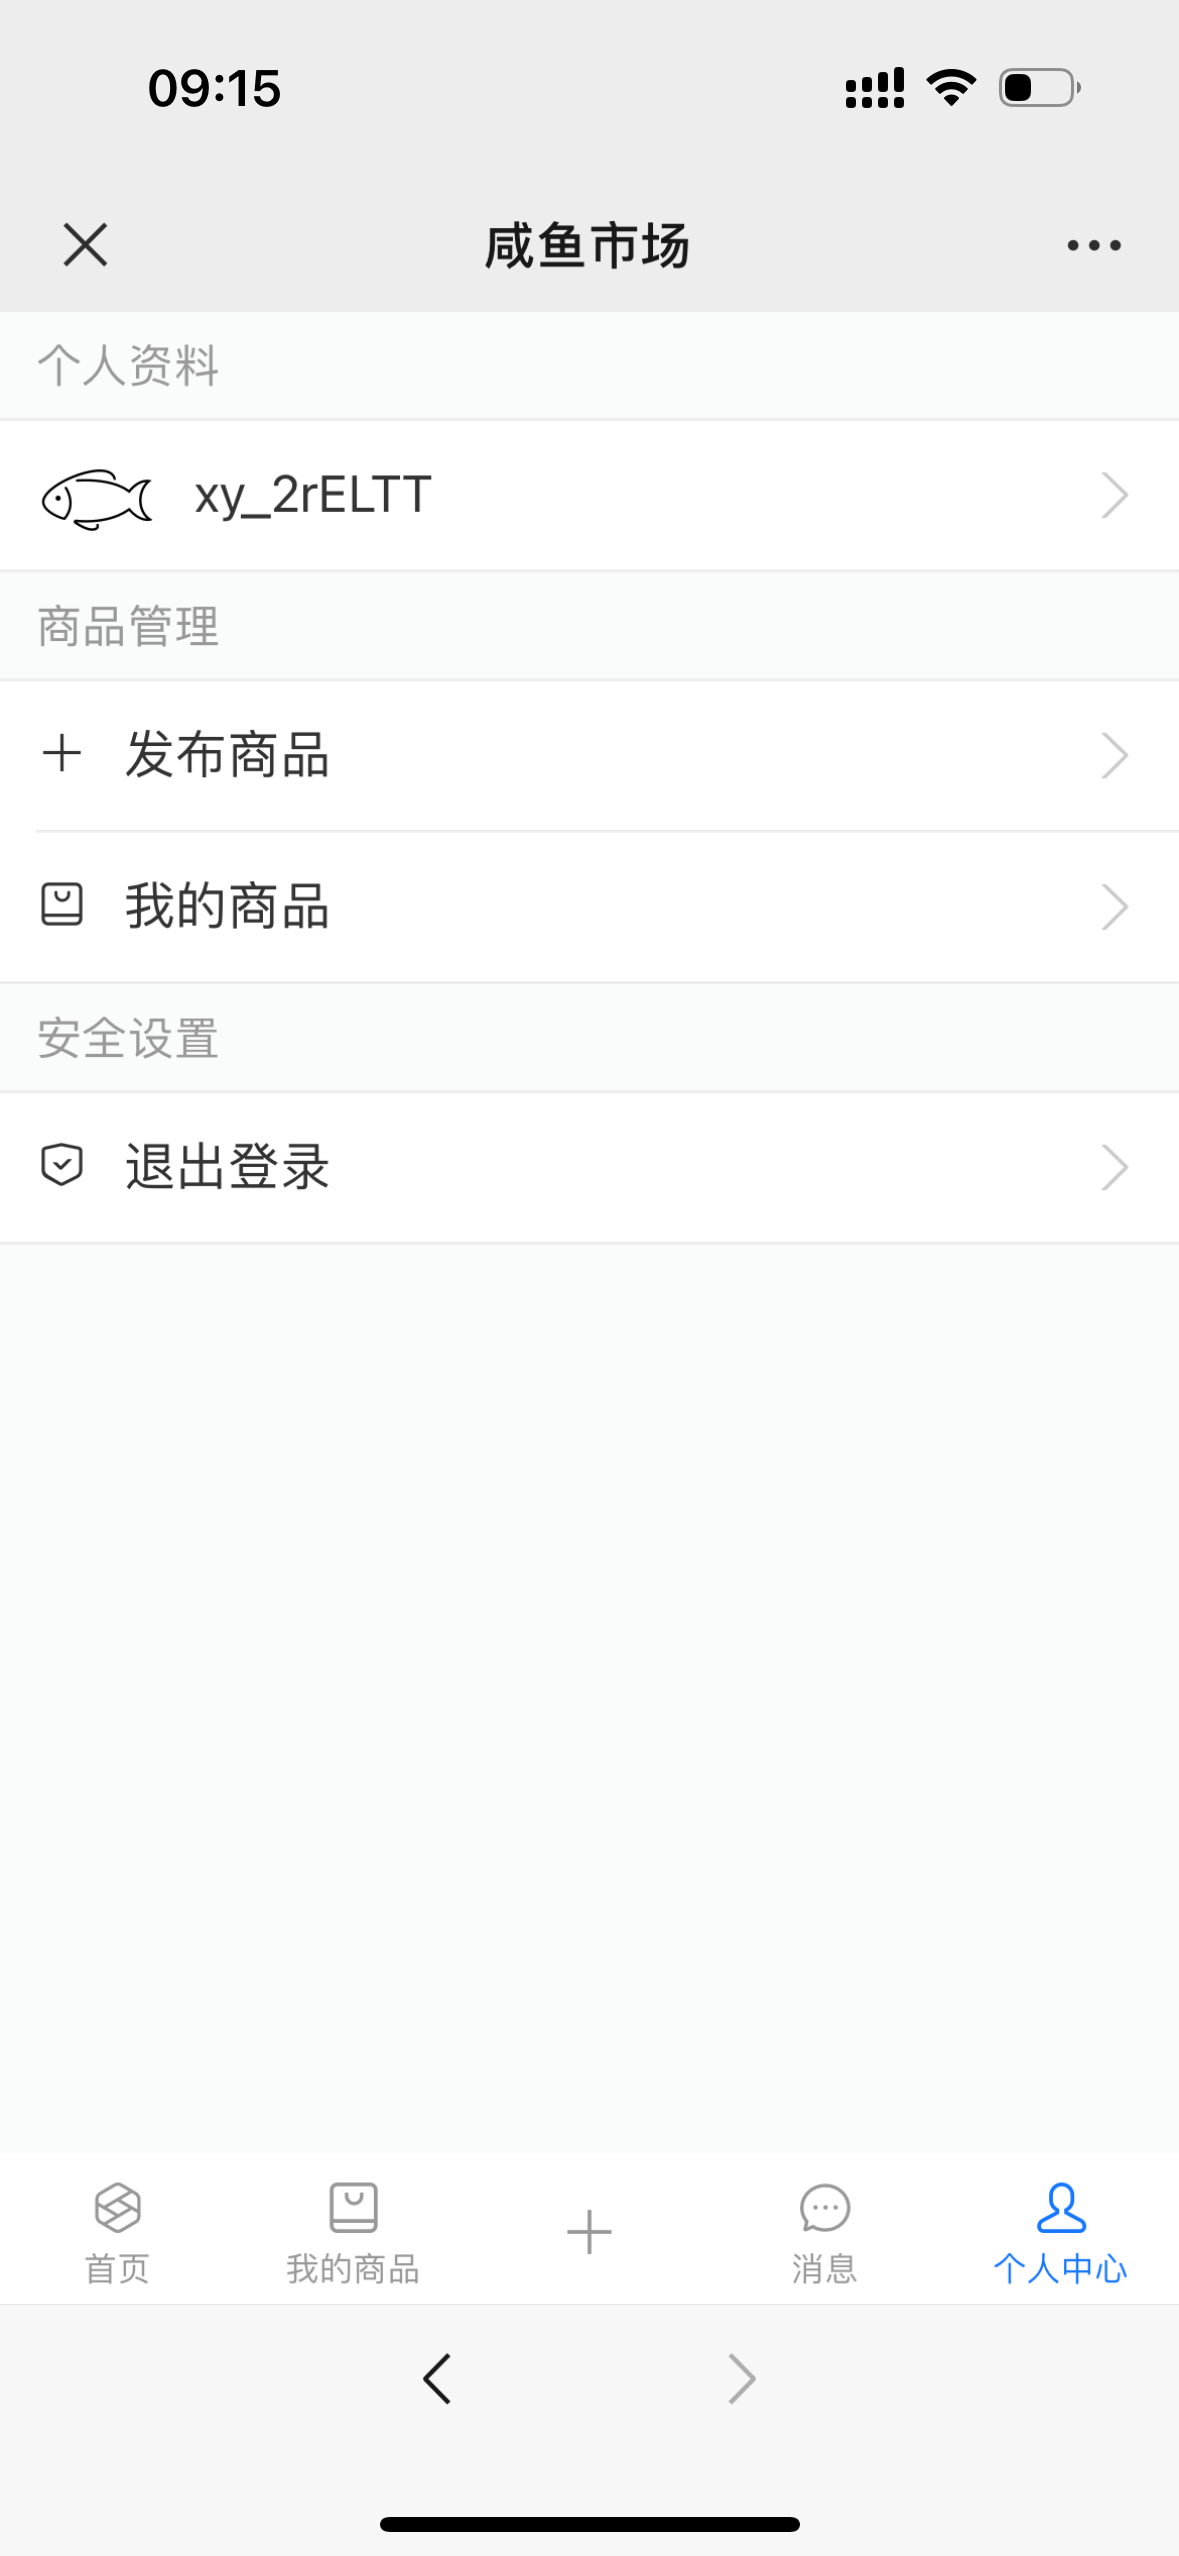 09:15
咸鱼市场
个人资料
xy_2rELTT
商品管理
发布商品
我的商品
安全设置
退出登录
首页
我的商品
消息
个人中心